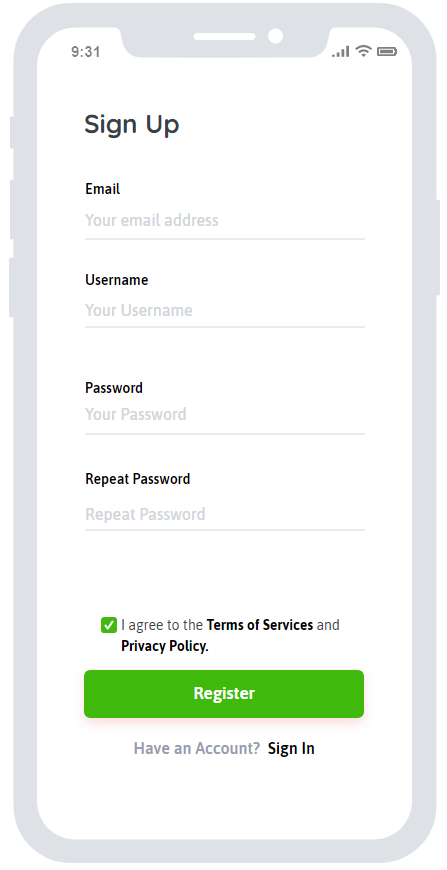 9:31
Sign Up
Email
Your email address
Username
Your Username
Password
Your Password
Repeat Password
Repeat Password
I agree to the Terms of Services and
Privacy Policy.
Register
Have an Account? Sign In